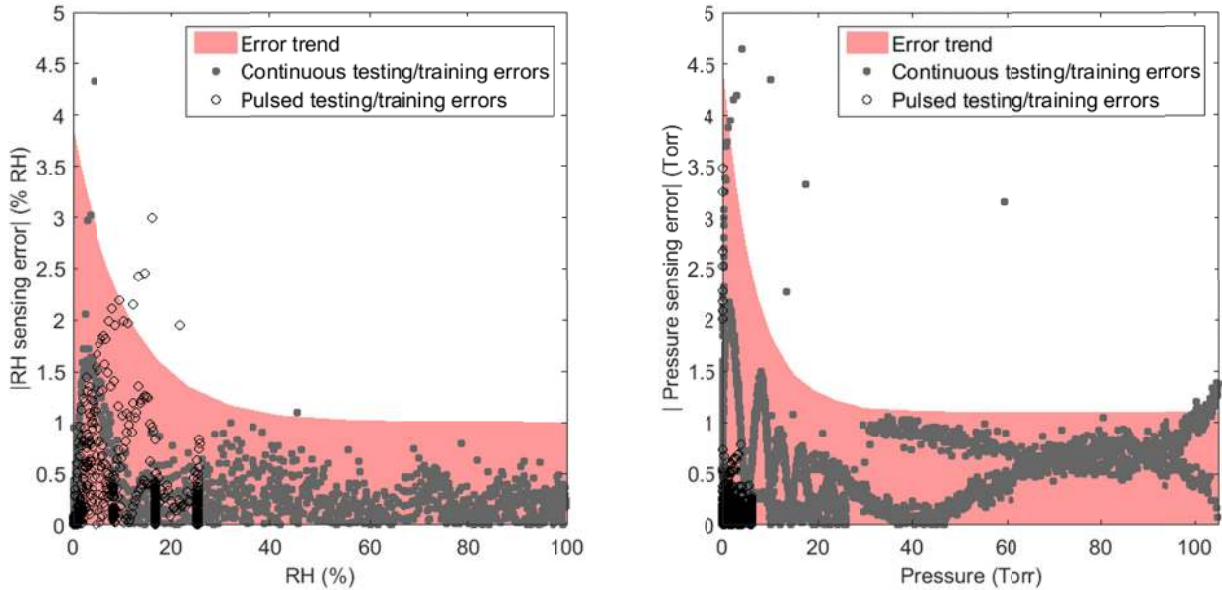 5
4.5
4
3.5
3
2.5
2
1.5
1
0.5
0
|RH sensing error| (% RH)
Error trend
Continuous testing/training errors
Pulsed testing/training errors
0 20 40 60 80 100
RH (%)
5
4.5
4
3.5
3
2.5
2
1.5
1
0.5
0
| Pressure sensing error| (Torr)
Error trend
Continuous testing/training errors
Pulsed testing/training errors
0 20 40 60 80 100
Pressure (Torr)